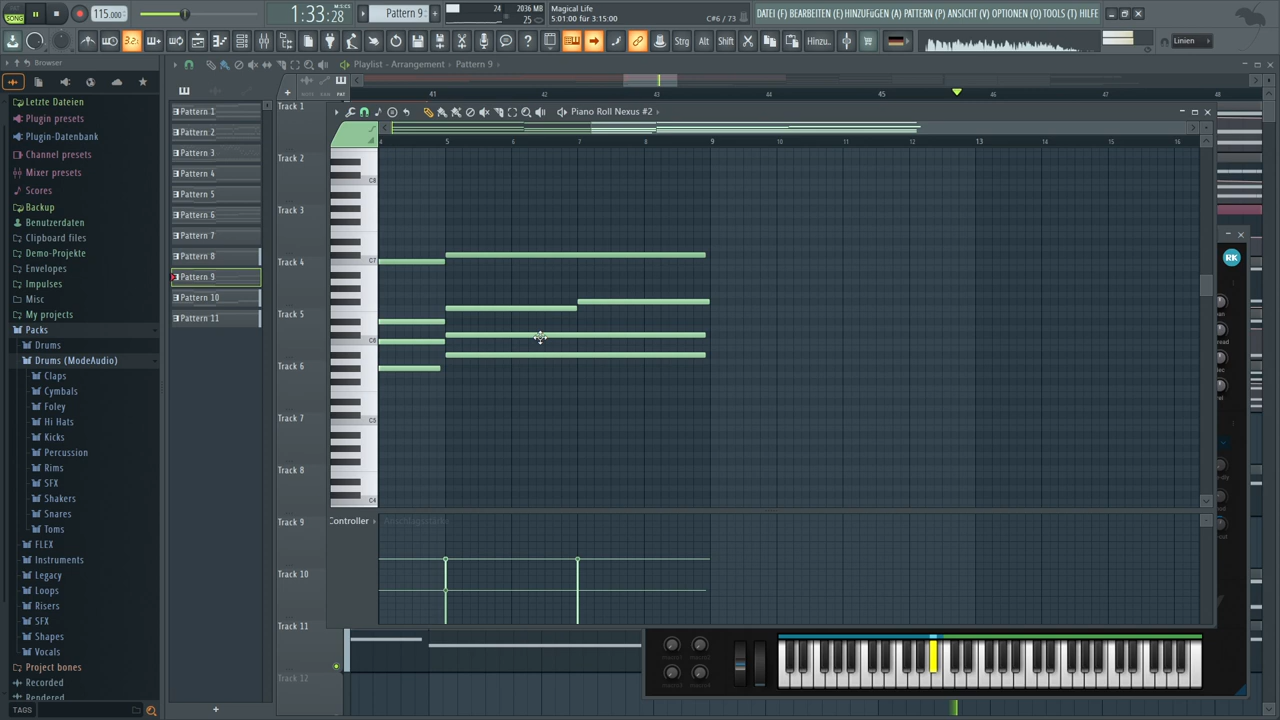 115.000
1:33:28
Pattern 9
24
2036 MB
25
Magical Life
5:01:00 für 3:15:00
C#6 / 73
DATEI (F) BEARBEITEN (E) HINZUFüGEN (A) PATTERN (P) ANSICHT (V) OPTIONEN (O) TOOLS (T) HILFE
SONG
Strg Alt Shift
Hinzu.
Linien
Browser
Playlist - Arrangement › Pattern 9 ›
41 42 43 44 45 46 47 48
Piano Roll Nexus #2
4 5 6 7 8 9 10 11 12 13 14 15 16
Letzte Dateien
Plugin presets
Plugin-Datenbank
Channel presets
Mixer presets
Scores
Backup
Benutzerdaten
Clipboard files
Demo-Projekte
Envelopes
Impulses
Misc
My projects
Packs
Drums
Drums (ModeAudio)
Claps
Cymbals
Foley
Hi Hats
Kicks
Percussion
Rims
SFX
Shakers
Snares
Toms
FLEX
Instruments
Legacy
Loops
Risers
SFX
Shapes
Vocals
Project bones
Recorded
Rendered
TAGS
Pattern 1
Pattern 2
Pattern 3
Pattern 4
Pattern 5
Pattern 6
Pattern 7
Pattern 8
Pattern 9
Pattern 10
Pattern 11
Track 1
Track 2
Track 3
Track 4
Track 5
Track 6
Track 7
Track 8
Track 9
Track 10
Track 11
Track 12
C8
C7
C6
C5
C4
Controller
Anschlagsstärke
RK